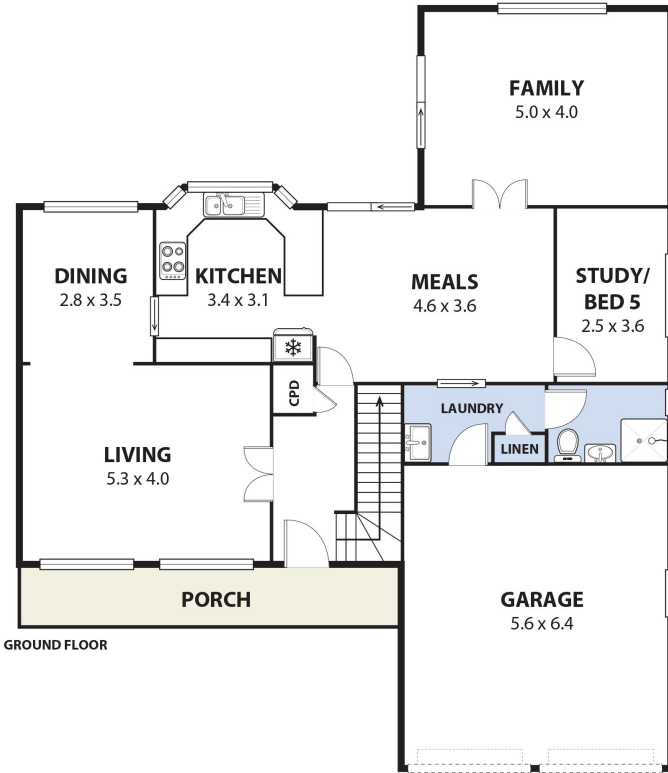 FAMILY
5.0 x 4.0
DINING
2.8 x 3.5
KITCHEN
3.4 x 3.1
MEALS
4.6 x 3.6
STUDY/
BED 5
2.5 x 3.6
CPD
LAUNDRY
LINEN
LIVING
5.3 x 4.0
PORCH
GARAGE
5.6 x 6.4
GROUND FLOOR